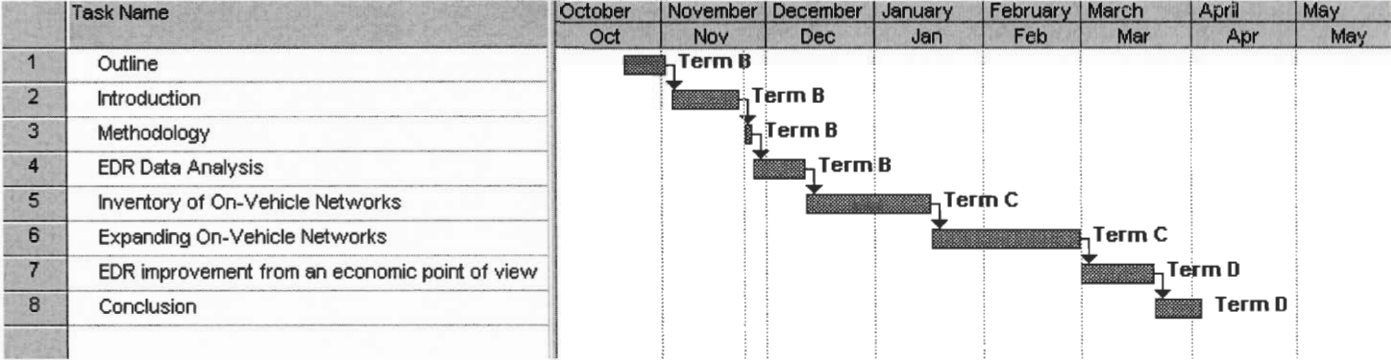 Task Name October November December January February March April May
Oct Nov Dec Jan Feb Mar Apr May
1 Outline Term B
2 Introduction Term B
3 Methodology Term B
4 EDR Data Analysis Term B
5 Inventory of On-Vehicle Networks Term C
6 Expanding On-Vehicle Networks Term C
7 EDR improvement from an economic point of view Term D
8 Conclusion Term D